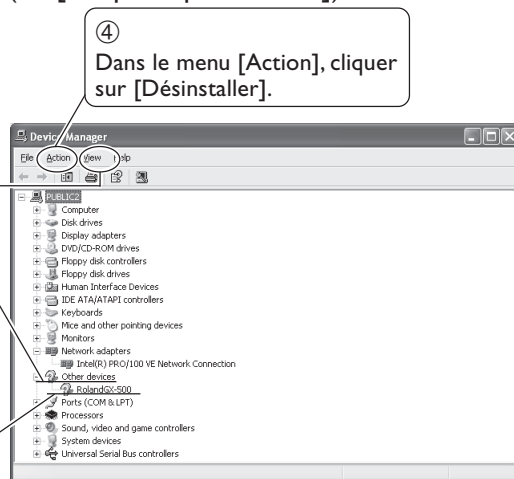 ④
Dans le menu [Action], cliquer
sur [Désinstaller].
Device Manager
File Action View Help
PUBLIC2
Computer
Disk drives
Display adapters
DVD/CD-ROM drives
Floppy disk controllers
Floppy disk drives
Human Interface Devices
IDE ATA/ATAPI controllers
Keyboards
Mice and other pointing devices
Monitors
Network adapters
Intel(R) PRO/100 VE Network Connection
Other devices
RolandGX-500
Ports (COM & LPT)
Processors
Sound, video and game controllers
System devices
Universal Serial Bus controllers